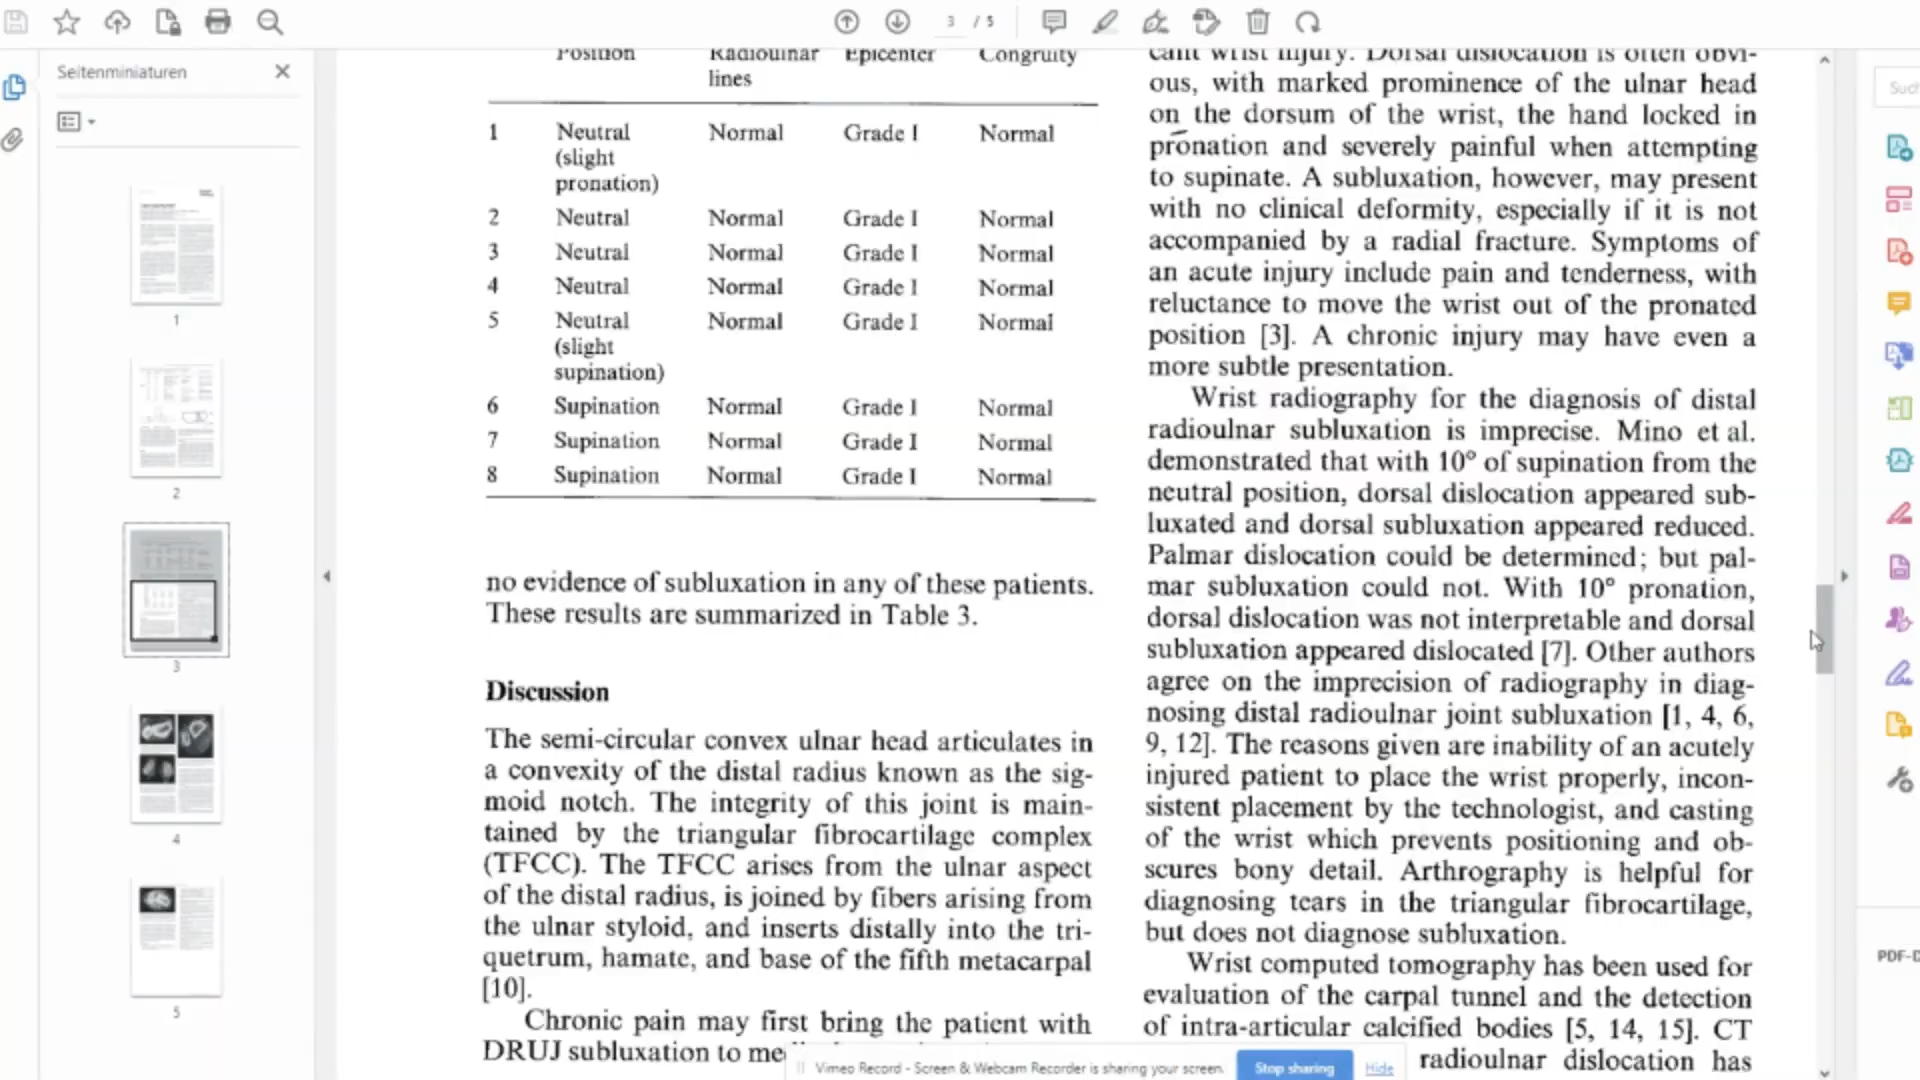 3 / 5
Seitenminiaturen
1
2
3
4
5
Position Radioulnar lines Epicenter Congruity
1 Neutral (slight pronation) Normal Grade I Normal
2 Neutral Normal Grade I Normal
3 Neutral Normal Grade I Normal
4 Neutral Normal Grade I Normal
5 Neutral (slight supination) Normal Grade I Normal
6 Supination Normal Grade I Normal
7 Supination Normal Grade I Normal
8 Supination Normal Grade I Normal
no evidence of subluxation in any of these patients.
These results are summarized in Table 3.
Discussion
The semi-circular convex ulnar head articulates in
a convexity of the distal radius known as the sig-
moid notch. The integrity of this joint is main-
tained by the triangular fibrocartilage complex
(TFCC). The TFCC arises from the ulnar aspect
of the distal radius, is joined by fibers arising from
the ulnar styloid, and inserts distally into the tri-
quetrum, hamate, and base of the fifth metacarpal
[10].
Chronic pain may first bring the patient with
DRUJ subluxation to
cant wrist injury. Dorsal dislocation is often obvi-
ous, with marked prominence of the ulnar head
on the dorsum of the wrist, the hand locked in
pronation and severely painful when attempting
to supinate. A subluxation, however, may present
with no clinical deformity, especially if it is not
accompanied by a radial fracture. Symptoms of
an acute injury include pain and tenderness, with
reluctance to move the wrist out of the pronated
position [3]. A chronic injury may have even a
more subtle presentation.
Wrist radiography for the diagnosis of distal
radioulnar subluxation is imprecise. Mino et al.
demonstrated that with 10° of supination from the
neutral position, dorsal dislocation appeared sub-
luxated and dorsal subluxation appeared reduced.
Palmar dislocation could be determined; but pal-
mar subluxation could not. With 10° pronation,
dorsal dislocation was not interpretable and dorsal
subluxation appeared dislocated [7]. Other authors
agree on the imprecision of radiography in diag-
nosing distal radioulnar joint subluxation [1, 4, 6,
9, 12]. The reasons given are inability of an acutely
injured patient to place the wrist properly, incon-
sistent placement by the technologist, and casting
of the wrist which prevents positioning and ob-
scures bony detail. Arthrography is helpful for
diagnosing tears in the triangular fibrocartilage,
but does not diagnose subluxation.
Wrist computed tomography has been used for
evaluation of the carpal tunnel and the detection
of intra-articular calcified bodies [5, 14, 15]. CT
radioulnar dislocation has
Such
PDF-D
Vimeo Record - Screen & Webcam Recorder is sharing your screen.
Stop sharing
Hide